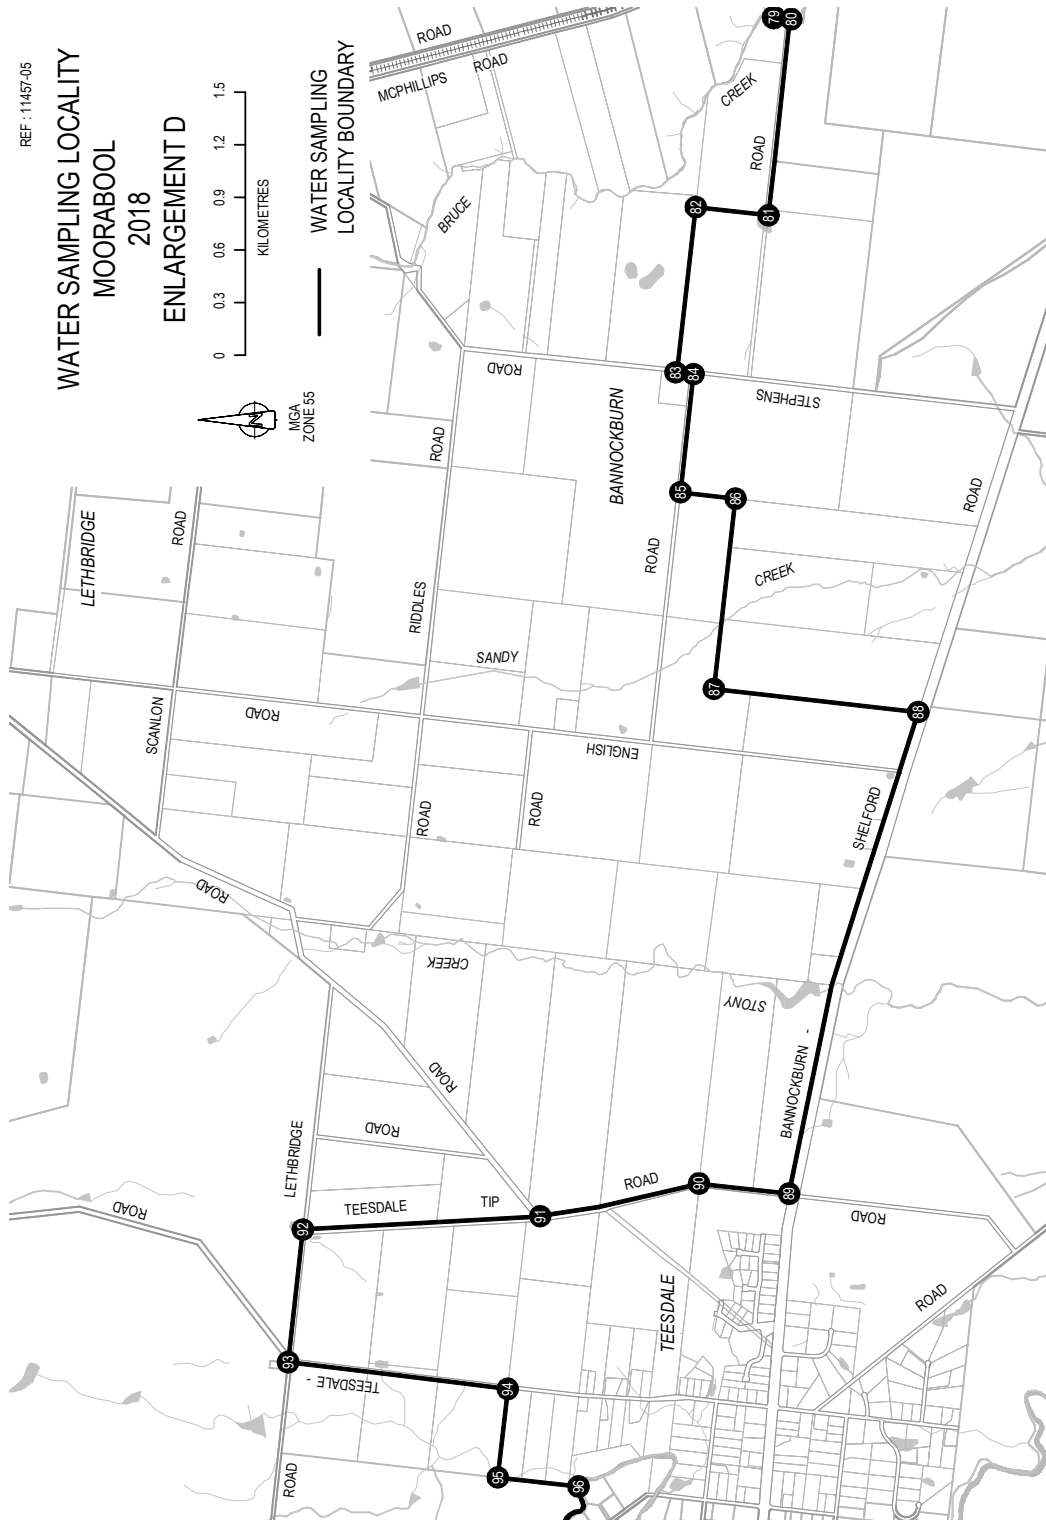 REF : 11457-05
WATER SAMPLING LOCALITY
MOORABOOL
2018
ENLARGEMENT D
0 0.3 0.6 0.9 1.2 1.5
KILOMETRES
WATER SAMPLING
LOCALITY BOUNDARY
N
MGA
ZONE 55
ROAD
MCPHILLIPS ROAD
79
80
CREEK
ROAD
BRUCE
82
81
ROAD
83
84
STEPHENS
BANNOCKBURN
ROAD
85
86
ROAD
ROAD
CREEK
LETHBRIDGE
ROAD
RIDDLES
SANDY
87
88
SCANLON
ROAD
ENGLISH
ROAD
ROAD
SHELFORD
ROAD
CREEK
STONY
BANNOCKBURN -
ROAD
ROAD
LETHBRIDGE
TEESDALE
TIP
ROAD
90
89
91
92
ROAD
ROAD
TEESDALE
ROAD
93
TEESDALE -
94
95
96
ROAD